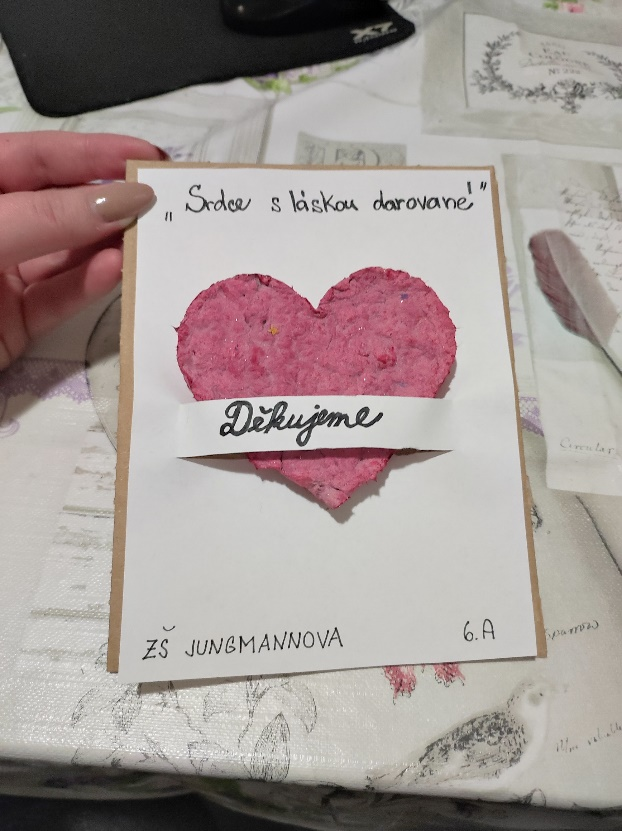 „Srdce s láskou darované"
Děkujeme
ZŠ JUNGMANNOVA
6.A